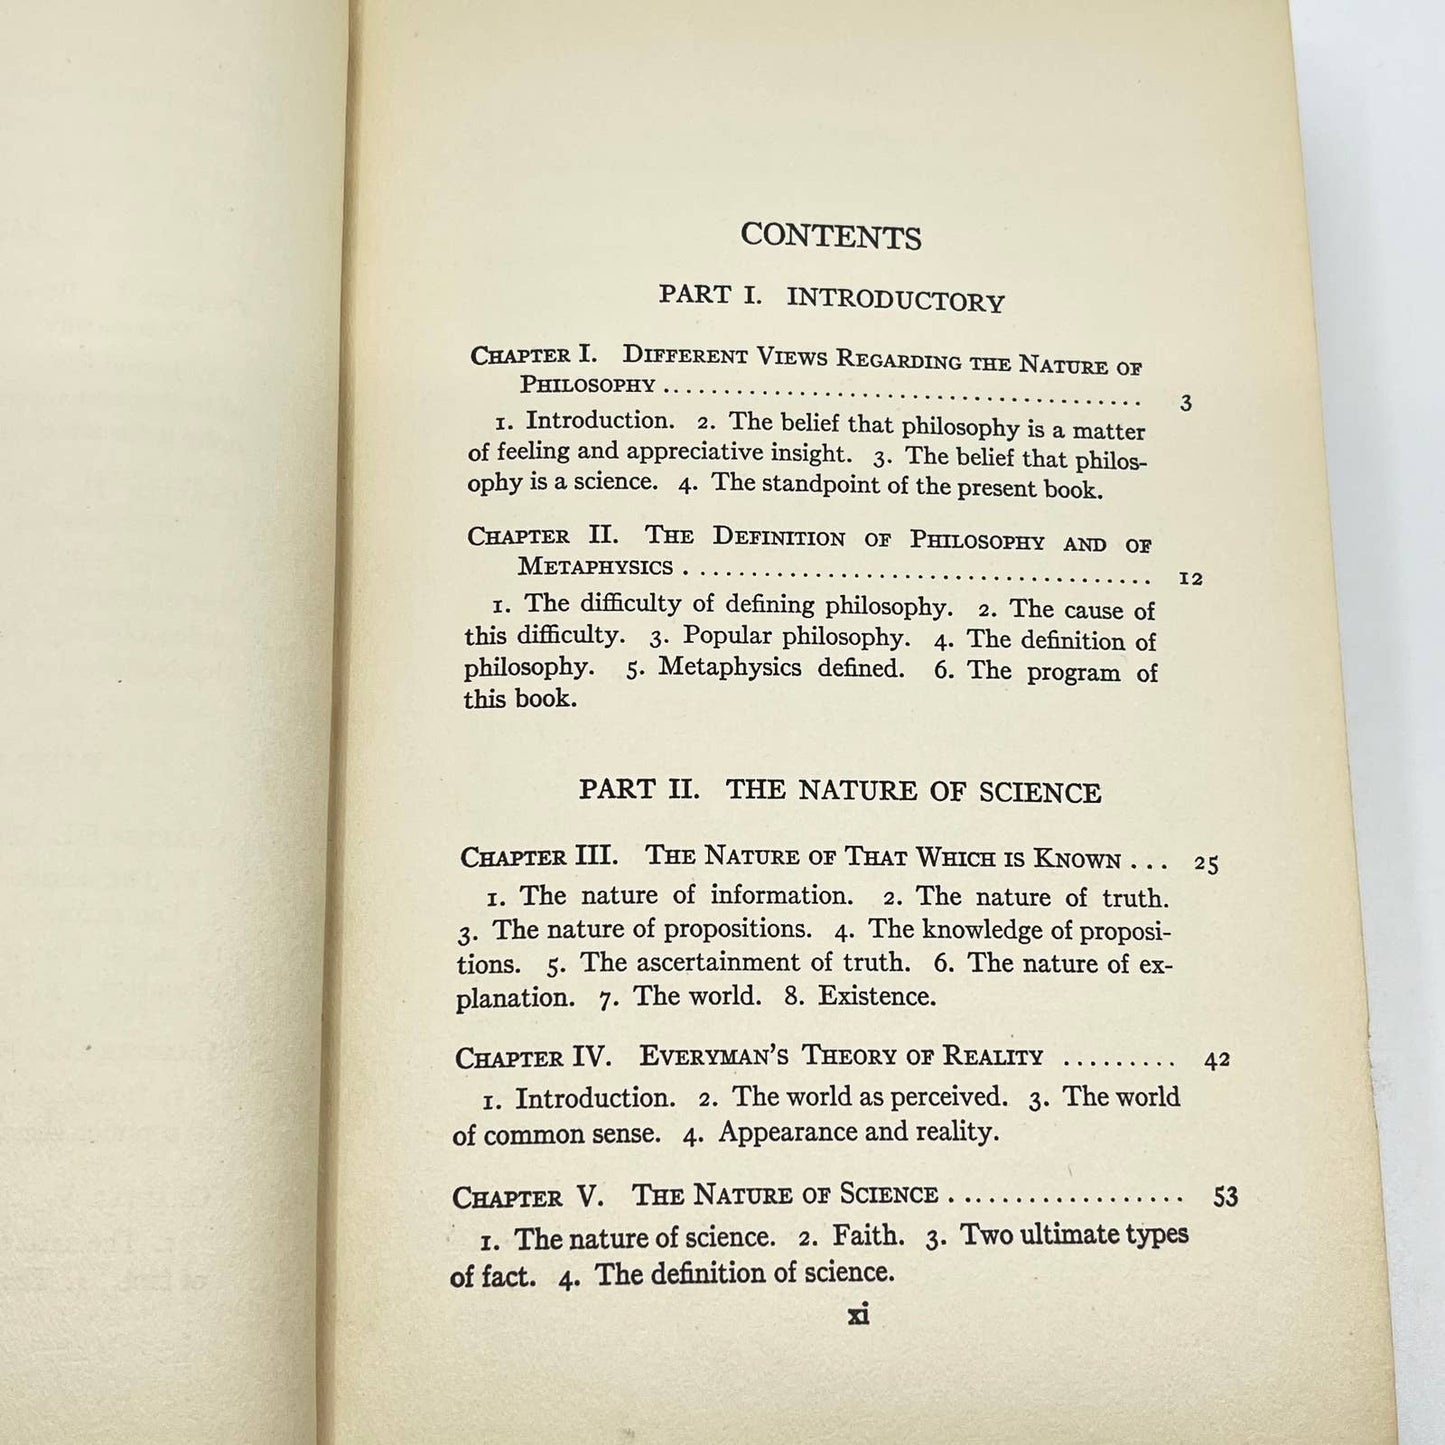 CONTENTS
PART I. INTRODUCTORY
CHAPTER I. DIFFERENT VIEWS REGARDING THE NATURE OF
PHILOSOPHY ........................................ 3
1. Introduction. 2. The belief that philosophy is a matter
of feeling and appreciative insight. 3. The belief that philos-
ophy is a science. 4. The standpoint of the present book.
CHAPTER II. THE DEFINITION OF PHILOSOPHY AND OF
METAPHYSICS ...................................... 12
1. The difficulty of defining philosophy. 2. The cause of
this difficulty. 3. Popular philosophy. 4. The definition of
philosophy. 5. Metaphysics defined. 6. The program of
this book.
PART II. THE NATURE OF SCIENCE
CHAPTER III. THE NATURE OF THAT WHICH IS KNOWN ... 25
1. The nature of information. 2. The nature of truth.
3. The nature of propositions. 4. The knowledge of proposi-
tions. 5. The ascertainment of truth. 6. The nature of ex-
planation. 7. The world. 8. Existence.
CHAPTER IV. EVERYMAN'S THEORY OF REALITY ......... 42
1. Introduction. 2. The world as perceived. 3. The world
of common sense. 4. Appearance and reality.
CHAPTER V. THE NATURE OF SCIENCE ................... 53
1. The nature of science. 2. Faith. 3. Two ultimate types
of fact. 4. The definition of science.
xi